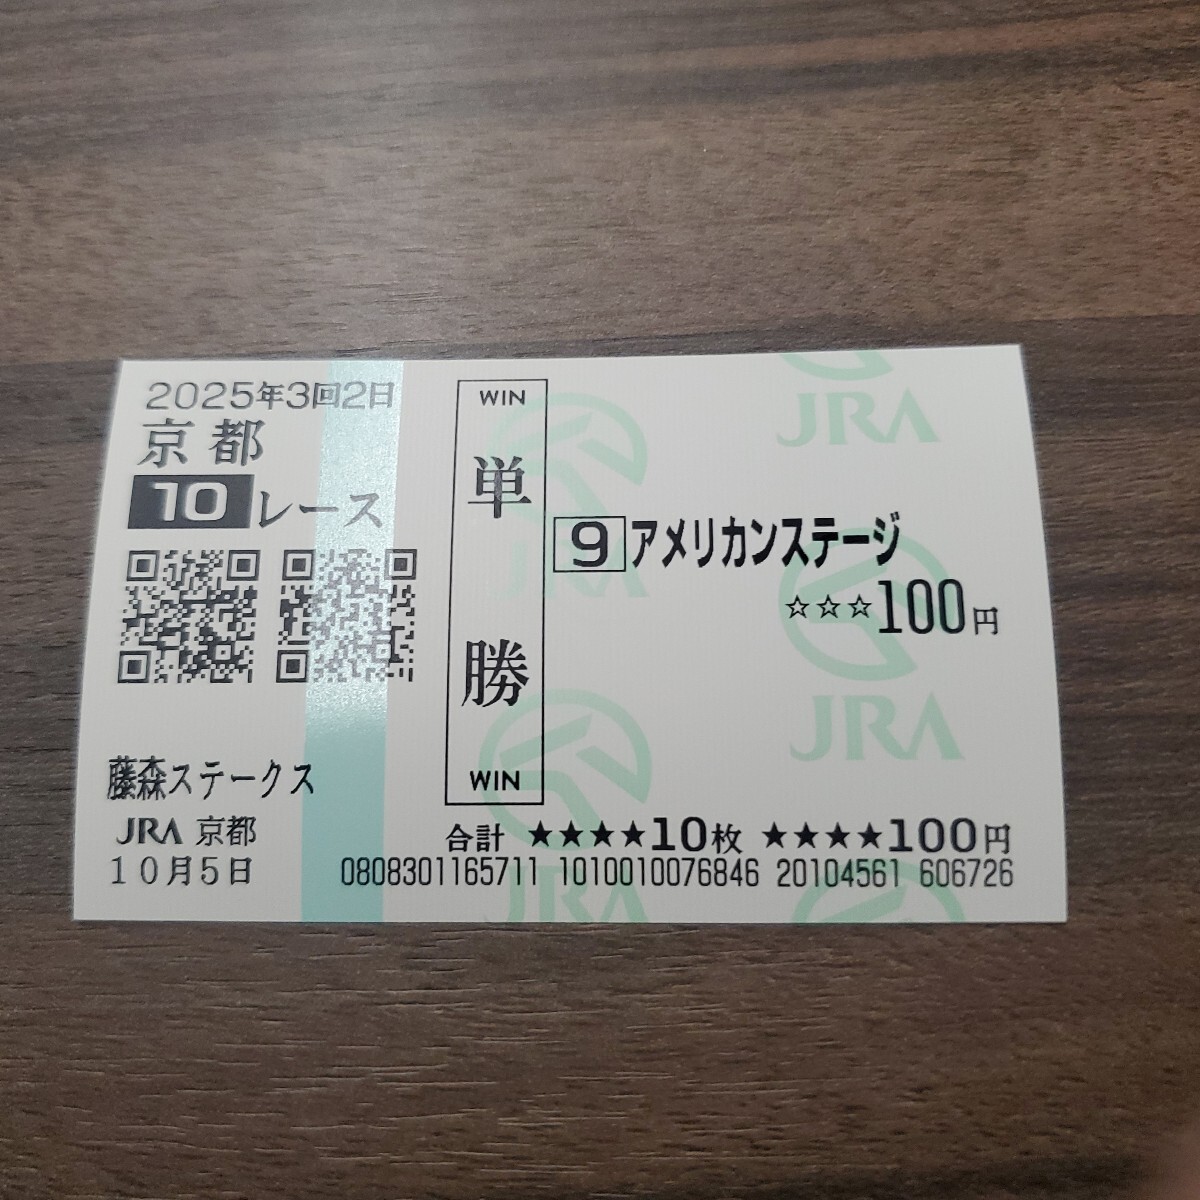 2025年3回2日
京都
10レース
藤森ステークス
JRA 京都
10月5日
WIN
単勝
WIN
9 アメリカンステージ
☆☆☆100円
合計 ★★★★10枚 ★★★★100円
0808301165711 1010010076846 20104561 606726
JRA
JRA
JRA
JRA